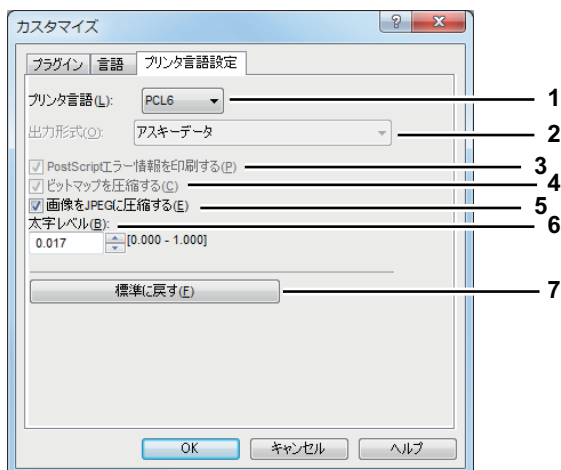 カスタマイズ
プラグイン 言語 プリンタ言語設定
プリンタ言語(L): PCL6 1
出力形式(O): アスキーデータ 2
PostScriptエラー情報を印刷する(P) 3
ビットマップを圧縮する(C) 4
画像をJPEGに圧縮する(E) 5
太字レベル(B): 6
0.017 [0.000 - 1.000]
標準に戻す(F) 7
OK キャンセル ヘルプ